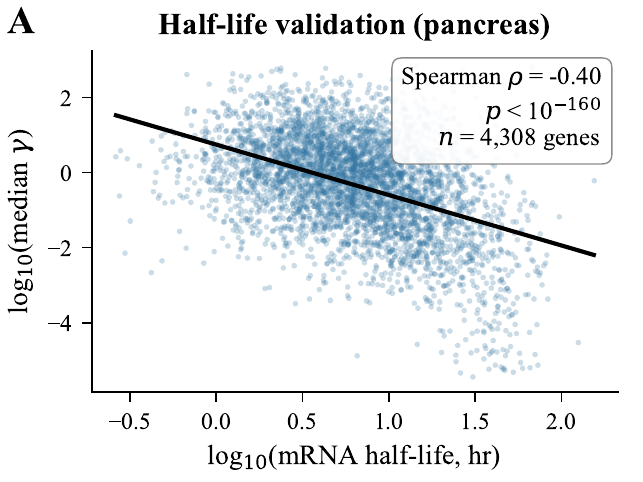 A
Half-life validation (pancreas)
Spearman ρ = -0.40
p < 10⁻¹⁶⁰
n = 4,308 genes
log₁₀(median γ)
2
0
−2
−4
−0.5 0.0 0.5 1.0 1.5 2.0
log₁₀(mRNA half-life, hr)